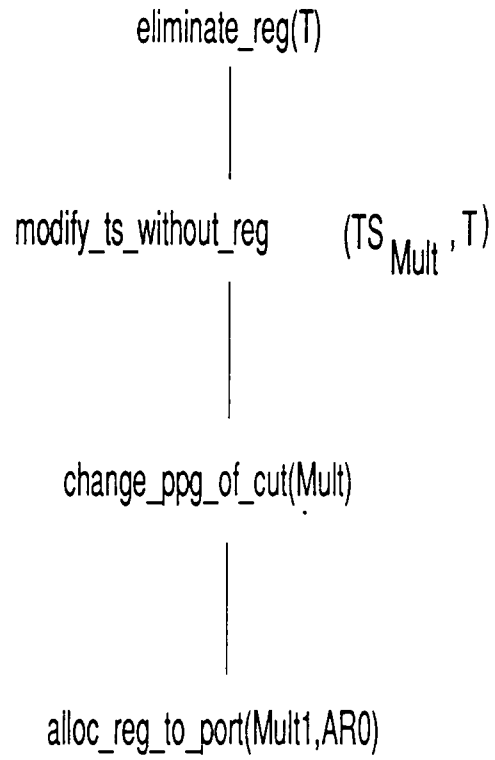 eliminate_reg(T)
modify_ts_without_reg (TS Mult , T)
change_ppg_of_cut(Mult)
alloc_reg_to_port(Mult1,AR0)